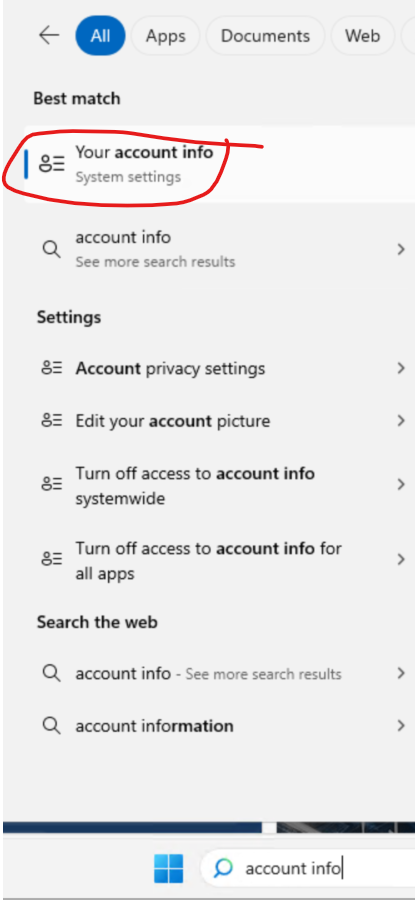 All Apps Documents Web
Best match
Your account info
System settings
account info
See more search results
Settings
Account privacy settings
Edit your account picture
Turn off access to account info
systemwide
Turn off access to account info for
all apps
Search the web
account info - See more search results
account information
account info